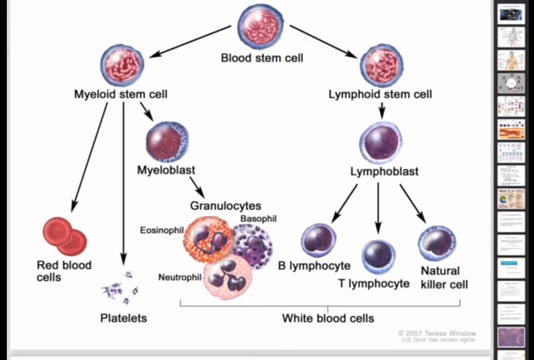 Blood stem cell
Myeloid stem cell
Lymphoid stem cell
Myeloblast
Lymphoblast
Granulocytes
Basophil
Eosinophil
Neutrophil
Red blood
cells
Platelets
B lymphocyte
T lymphocyte
Natural
killer cell
White blood cells
© 2007 Terese Winslow
U.S. Govt. has certain rights